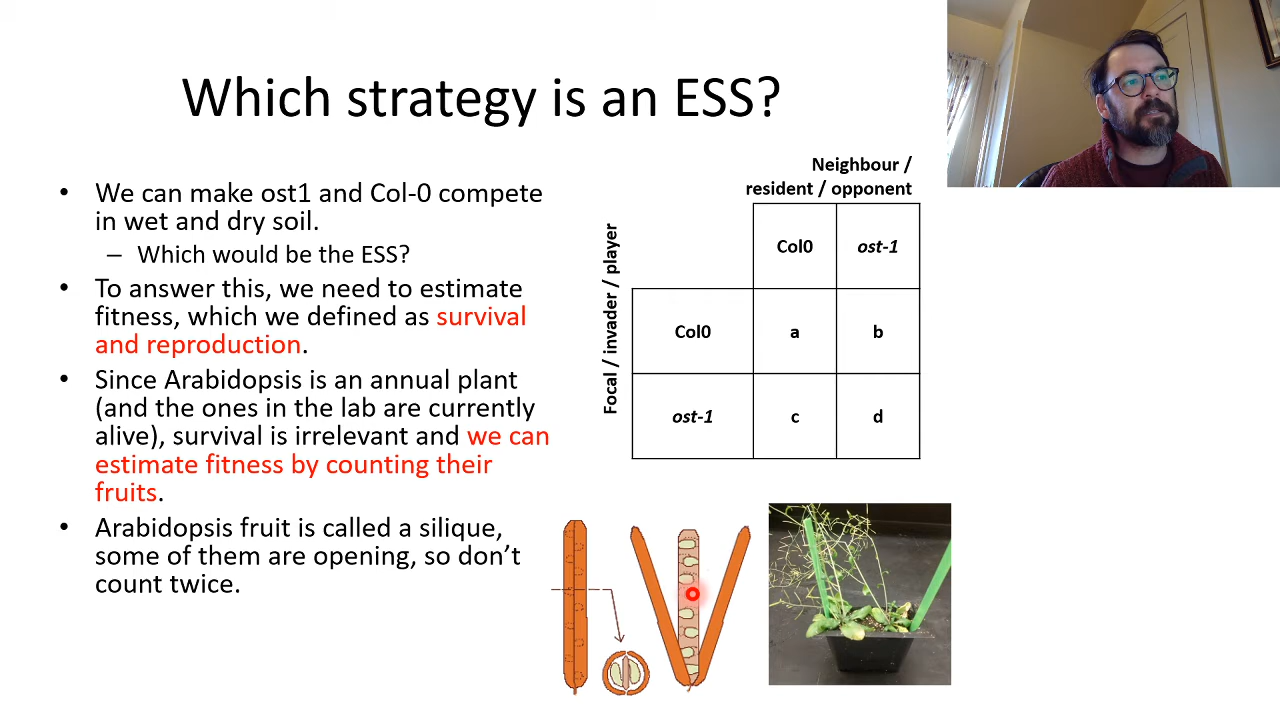 Which strategy is an ESS?
• We can make ost1 and Col-0 compete
in wet and dry soil.
– Which would be the ESS?
• To answer this, we need to estimate
fitness, which we defined as survival
and reproduction.
• Since Arabidopsis is an annual plant
(and the ones in the lab are currently
alive), survival is irrelevant and we can
estimate fitness by counting their
fruits.
• Arabidopsis fruit is called a silique,
some of them are opening, so don't
count twice.
Neighbour /
resident / opponent
Focal / invader / player
Col0 ost-1
Col0 a b
ost-1 c d